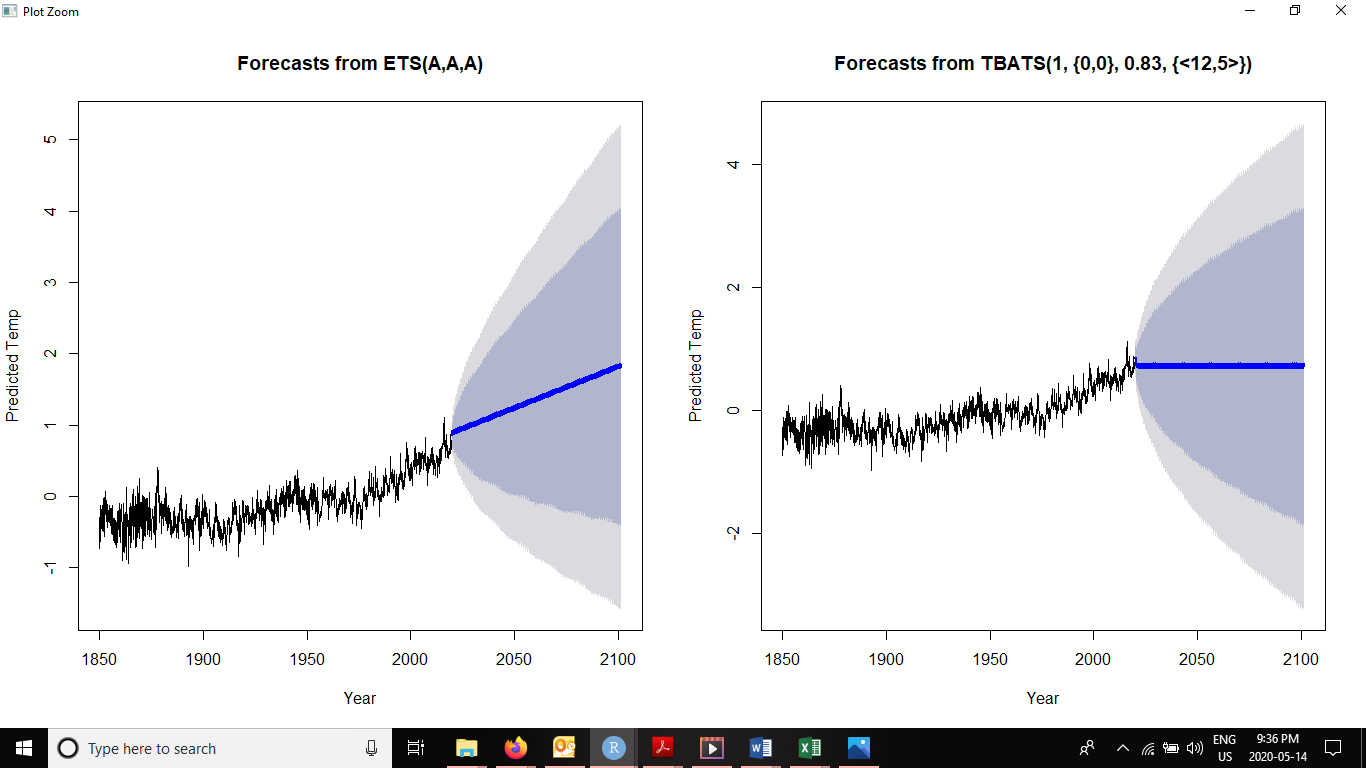 Plot Zoom
Forecasts from ETS(A,A,A)
Predicted Temp
5
4
3
2
1
0
-1
1850 1900 1950 2000 2050 2100
Year
Forecasts from TBATS(1, {0,0}, 0.83, {<12,5>})
Predicted Temp
4
2
0
-2
1850 1900 1950 2000 2050 2100
Year
Type here to search
R
W
X
ENG
US
9:36 PM
2020-05-14